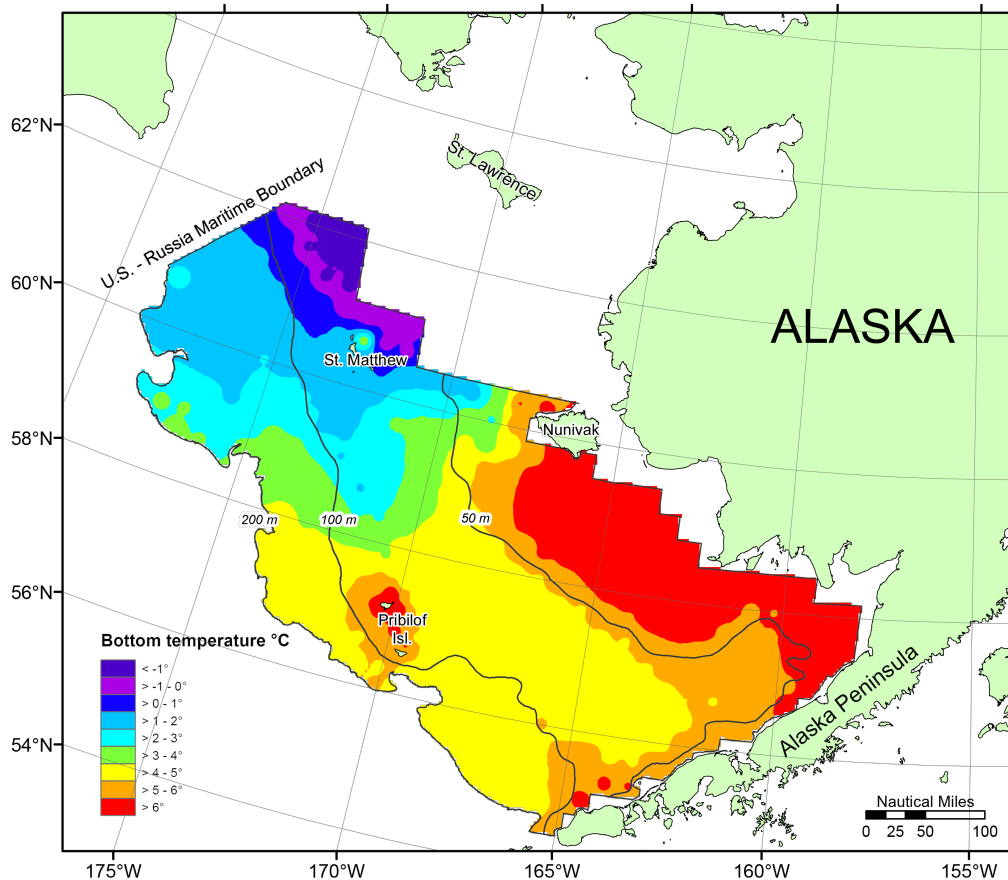 62°N
60°N
58°N
56°N
54°N
U.S. - Russia Maritime Boundary
St. Lawrence
ALASKA
St. Matthew
Nunivak
200 m
100 m
50 m
Pribilof
Isl.
Alaska Peninsula
Bottom temperature °C
< -1°
> -1 - 0°
> 0 - 1°
> 1 - 2°
> 2 - 3°
> 3 - 4°
> 4 - 5°
> 5 - 6°
> 6°
Nautical Miles
0 25 50 100
175°W
170°W
165°W
160°W
155°W